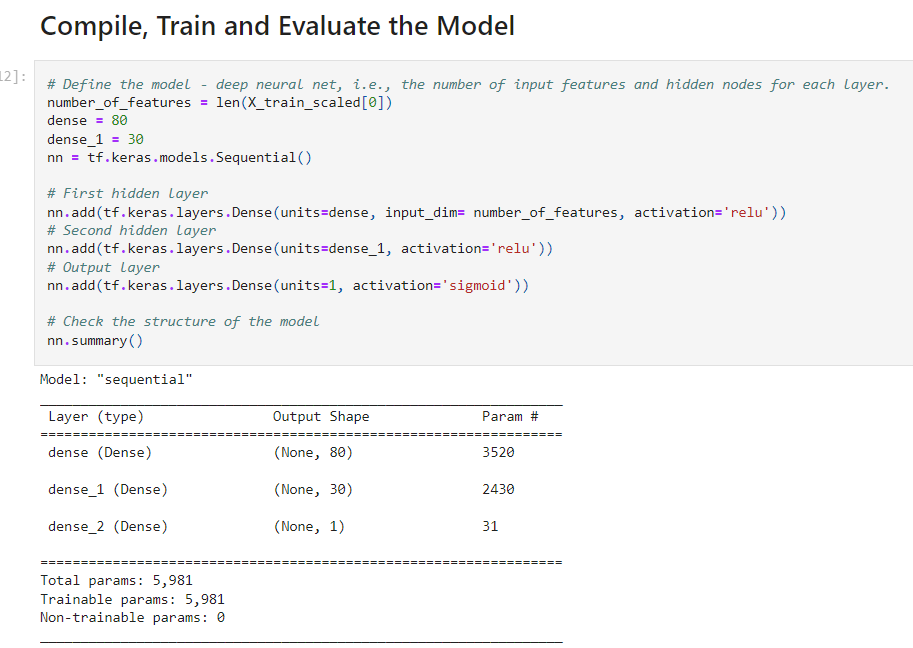 Compile, Train and Evaluate the Model
12]:
# Define the model - deep neural net, i.e., the number of input features and hidden nodes for each layer.
number_of_features = len(X_train_scaled[0])
dense = 80
dense_1 = 30
nn = tf.keras.models.Sequential()
# First hidden layer
nn.add(tf.keras.layers.Dense(units=dense, input_dim= number_of_features, activation='relu'))
# Second hidden layer
nn.add(tf.keras.layers.Dense(units=dense_1, activation='relu'))
# Output layer
nn.add(tf.keras.layers.Dense(units=1, activation='sigmoid'))
# Check the structure of the model
nn.summary()
Model: "sequential"
Layer (type) Output Shape Param #
=================================================================
dense (Dense) (None, 80) 3520
dense_1 (Dense) (None, 30) 2430
dense_2 (Dense) (None, 1) 31
=================================================================
Total params: 5,981
Trainable params: 5,981
Non-trainable params: 0